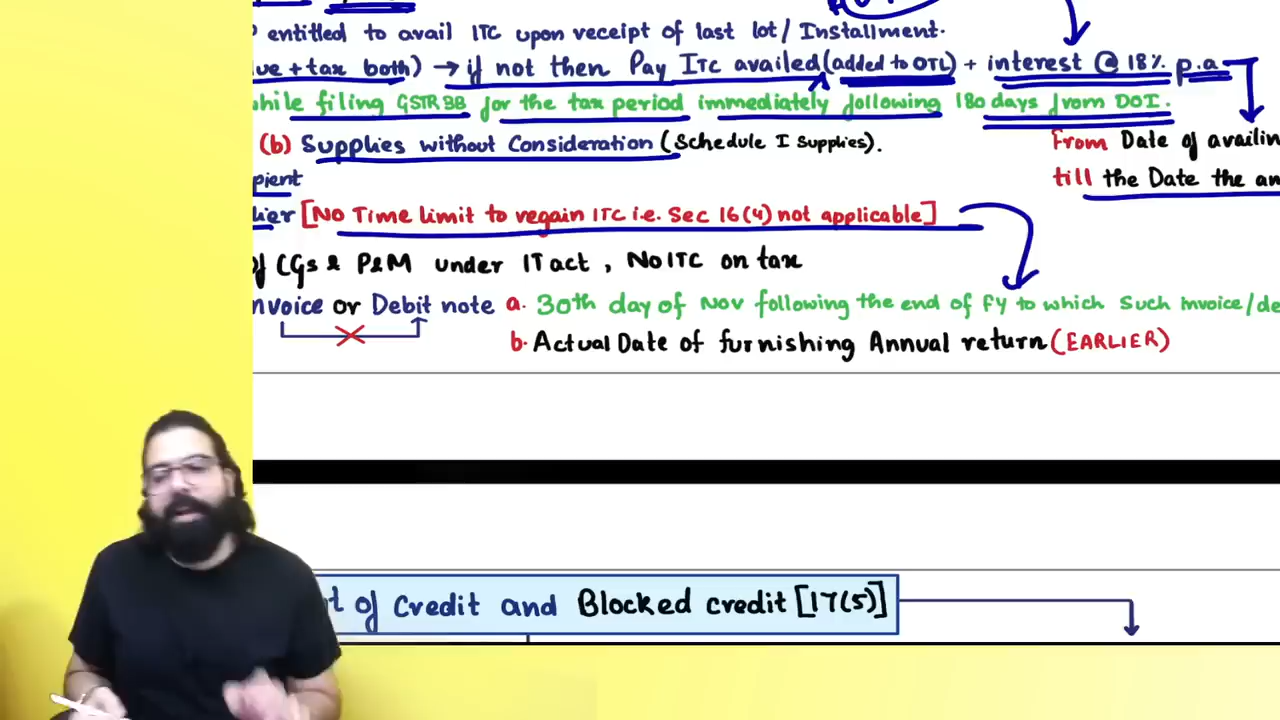 entitled to avail ITC upon receipt of last lot/ Installment.
ue+tax both) → if not then Pay ITC availed (added to OTL) + interest @ 18% p.a
while filing GSTR 3B for the tax period immediately following 180 days from DOI.
(b) Supplies without Consideration (Schedule I Supplies).
From Date of availin
pient
till the Date the am
lier [No Time limit to regain ITC i.e. Sec 16(4) not applicable]
of CGs & P&M under IT act, No ITC on tax
nvoice or Debit note a. 30th day of Nov following the end of FY to which Such invoice/de
b. Actual Date of furnishing Annual return (EARLIER)
t of Credit and Blocked credit [17(5)]